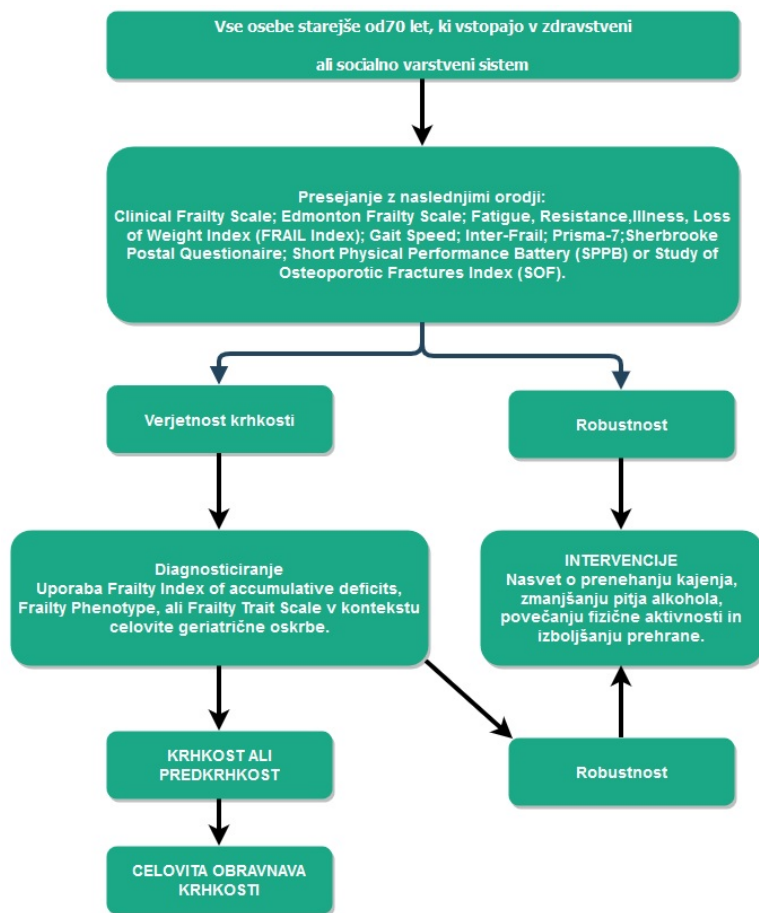 Vse osebe starejše od70 let, ki vstopajo v zdravstveni
ali socialno varstveni sistem
Presejanje z naslednjimi orodji:
Clinical Frailty Scale; Edmonton Frailty Scale; Fatigue, Resistance,Illness, Loss
of Weight Index (FRAIL Index); Gait Speed; Inter-Frail; Prisma-7;Sherbrooke
Postal Questionaire; Short Physical Performance Battery (SPPB) or Study of
Osteoporotic Fractures Index (SOF).
Verjetnost krhkosti
Robustnost
Diagnosticiranje
Uporaba Frailty Index of accumulative deficits,
Frailty Phenotype, ali Frailty Trait Scale v kontekstu
celovite geriatrične oskrbe.
INTERVENCIJE
Nasvet o prenehanju kajenja,
zmanjšanju pitja alkohola,
povečanju fizične aktivnosti in
izboljšanju prehrane.
KRHKOST ALI
PREDKRHKOST
Robustnost
CELOVITA OBRAVNAVA
KRHKOSTI